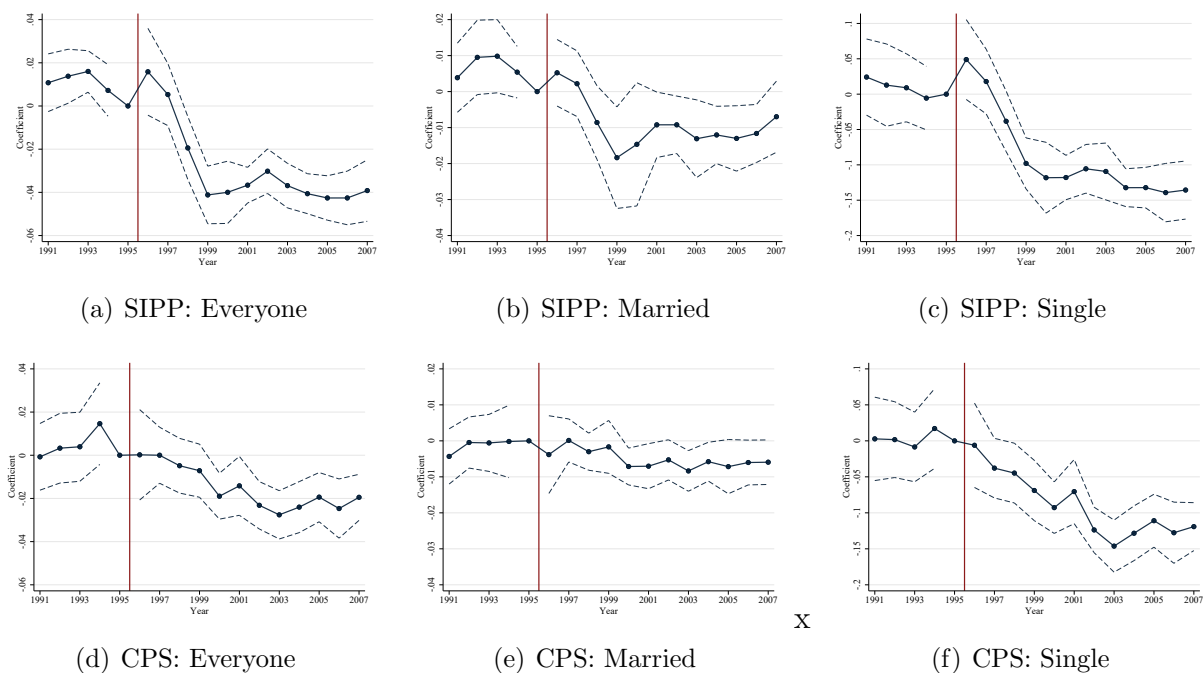 .04
.02
0
-.02
-.04
-.06
Coefficient
1991 1993 1995 1997 1999 2001 2003 2005 2007
Year
(a) SIPP: Everyone
.02
.01
0
-.01
-.02
-.03
-.04
Coefficient
1991 1993 1995 1997 1999 2001 2003 2005 2007
Year
(b) SIPP: Married
.1
.05
0
-.05
-.1
-.15
-.2
Coefficient
1991 1993 1995 1997 1999 2001 2003 2005 2007
Year
(c) SIPP: Single
.04
.02
0
-.02
-.04
-.06
Coefficient
1991 1993 1995 1997 1999 2001 2003 2005 2007
Year
(d) CPS: Everyone
.02
.01
0
-.01
-.02
-.03
-.04
Coefficient
1991 1993 1995 1997 1999 2001 2003 2005 2007
Year
x
(e) CPS: Married
.1
.05
0
-.05
-.1
-.15
-.2
Coefficient
1991 1993 1995 1997 1999 2001 2003 2005 2007
Year
(f) CPS: Single